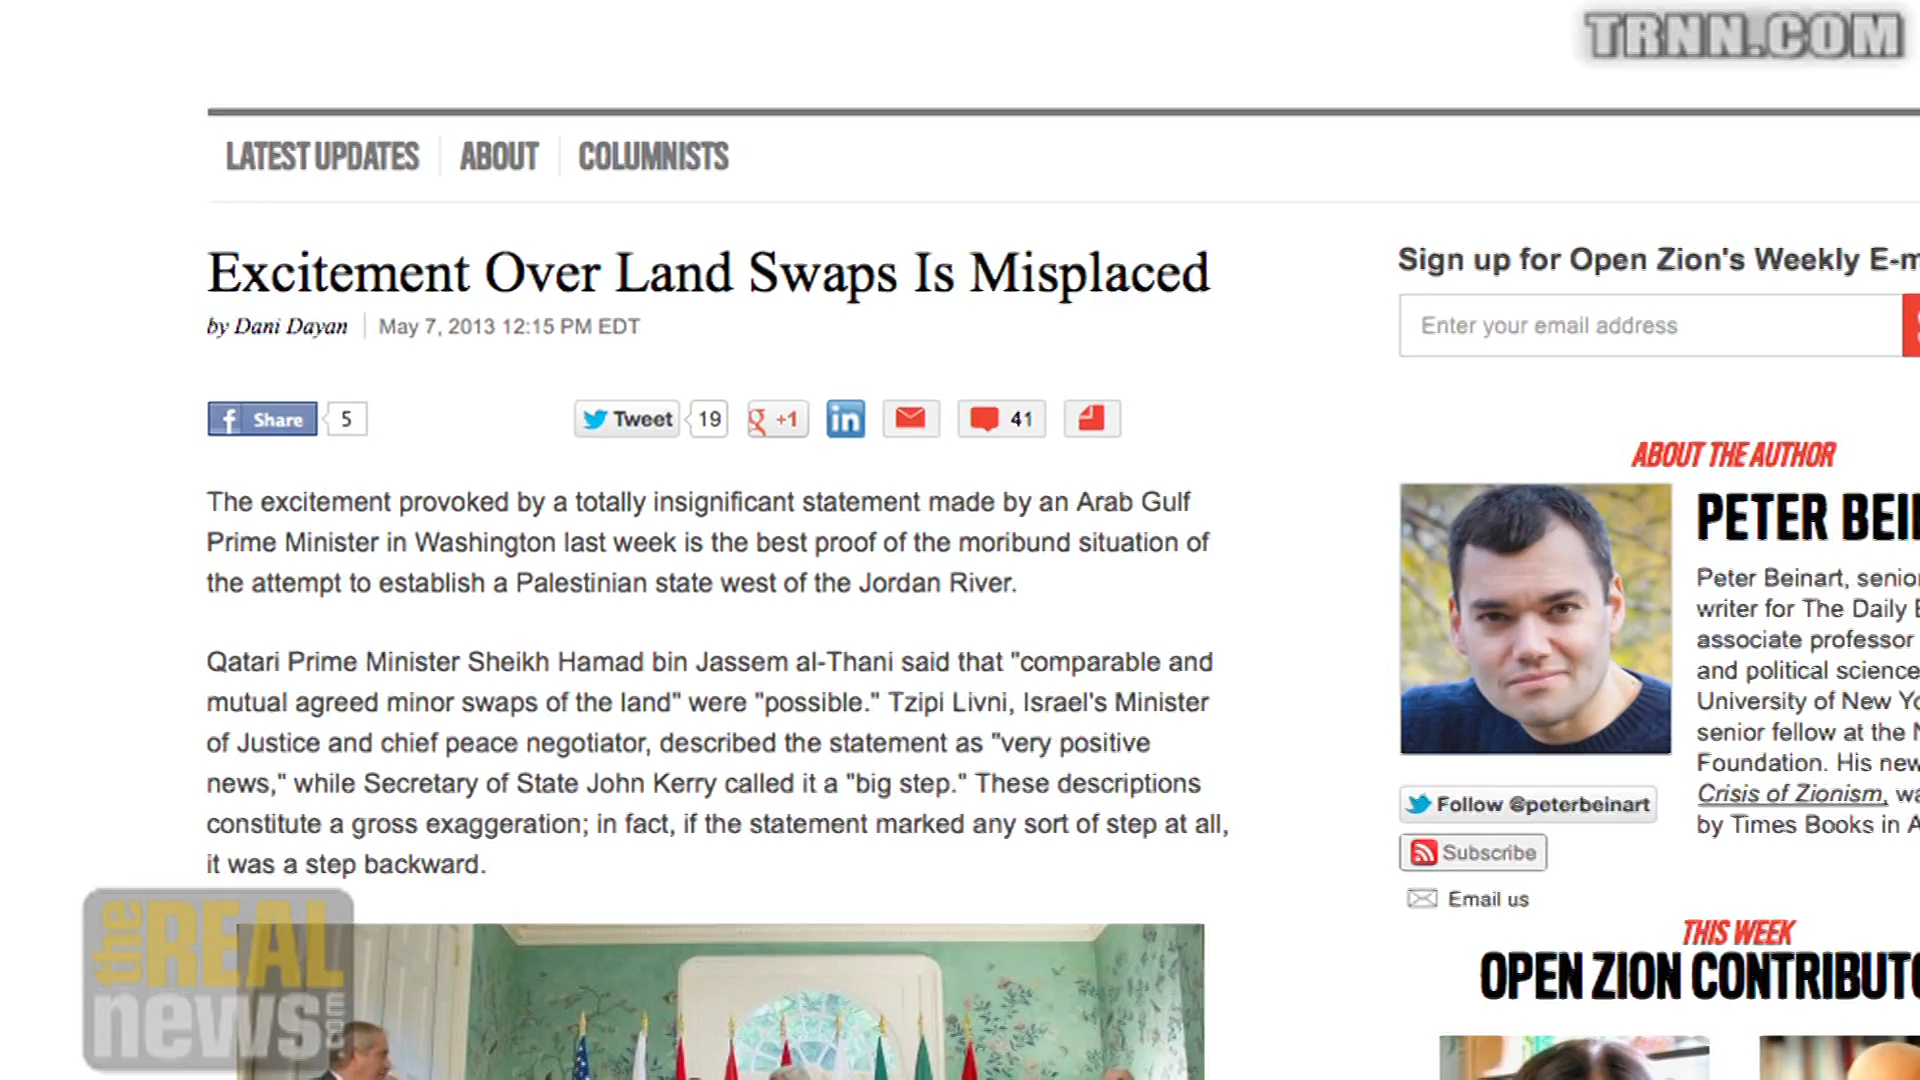 TRNN.COM
LATEST UPDATES
ABOUT
COLUMNISTS
Excitement Over Land Swaps Is Misplaced
by Dani Dayan
May 7, 2013 12:15 PM EDT
Share
5
Tweet
19
+1
in
41
The excitement provoked by a totally insignificant statement made by an Arab Gulf
Prime Minister in Washington last week is the best proof of the moribund situation of
the attempt to establish a Palestinian state west of the Jordan River.
Qatari Prime Minister Sheikh Hamad bin Jassem al-Thani said that "comparable and
mutual agreed minor swaps of the land" were "possible." Tzipi Livni, Israel's Minister
of Justice and chief peace negotiator, described the statement as "very positive
news," while Secretary of State John Kerry called it a "big step." These descriptions
constitute a gross exaggeration; in fact, if the statement marked any sort of step at all,
it was a step backward.
the REAL
news.com
Sign up for Open Zion's Weekly E-m
Enter your email address
ABOUT THE AUTHOR
PETER BEI
Peter Beinart, senior
writer for The Daily
associate professor
and political science
University of New Yo
senior fellow at the
Foundation. His new
Crisis of Zionism, wa
by Times Books in A
Follow @peterbeinart
Subscribe
Email us
THIS WEEK
OPEN ZION CONTRIBUTO